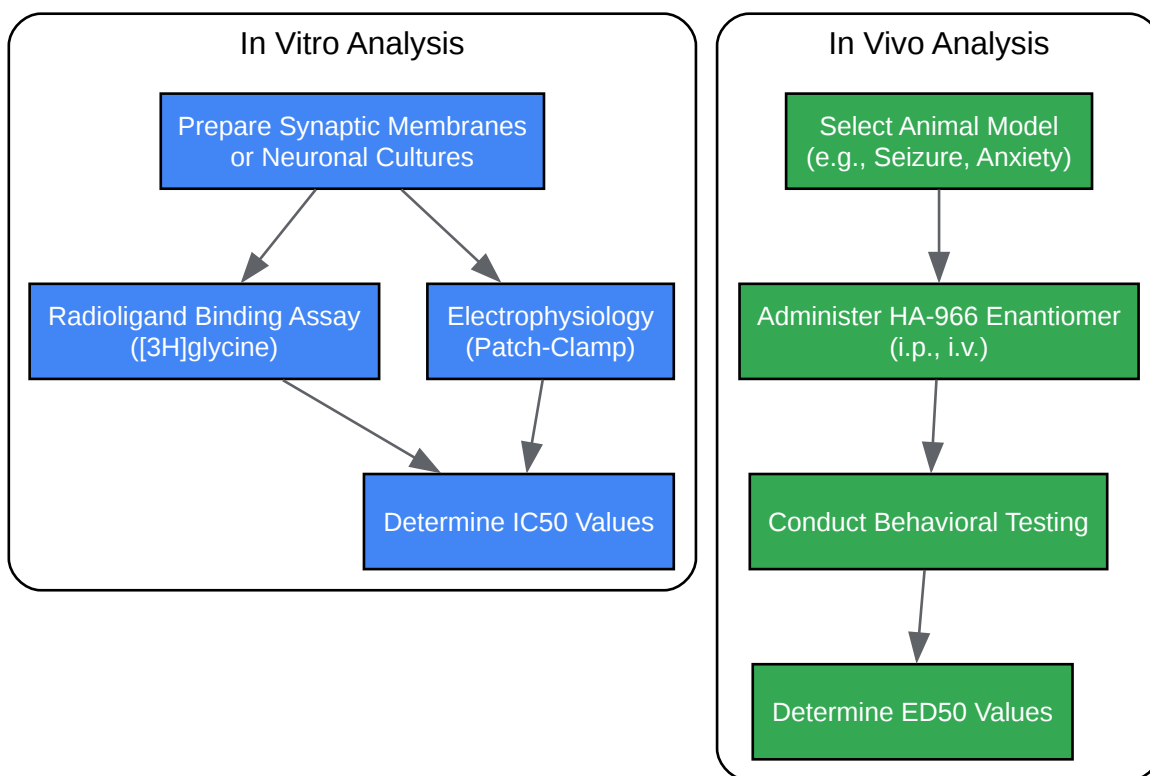 In Vitro Analysis
Prepare Synaptic Membranes
or Neuronal Cultures
Radioligand Binding Assay
([3H]glycine)
Electrophysiology
(Patch-Clamp)
Determine IC50 Values
In Vivo Analysis
Select Animal Model
(e.g., Seizure, Anxiety)
Administer HA-966 Enantiomer
(i.p., i.v.)
Conduct Behavioral Testing
Determine ED50 Values